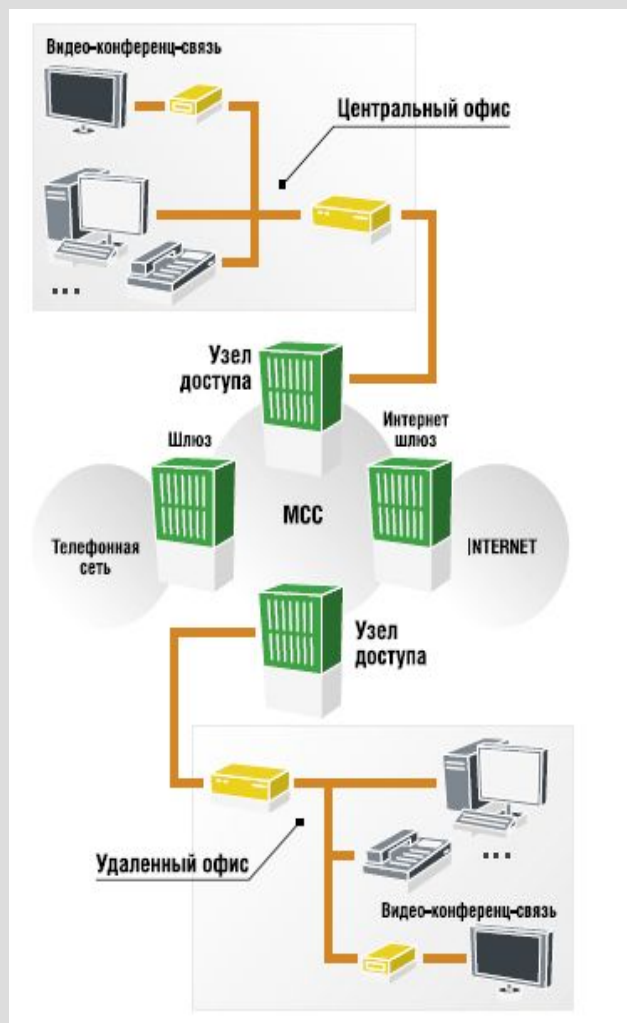 Видео-конференц-связь
Центральный офис
...
Узел
доступа
Интернет
шлюз
Шлюз
МСС
Телефонная
сеть
INTERNET
Узел
доступа
Удаленный офис
...
Видео-конференц-связь